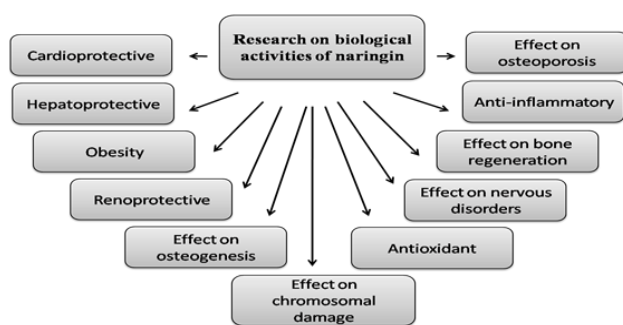 Research on biological
activities of naringin
Cardioprotective
Hepatoprotective
Obesity
Renoprotective
Effect on
osteogenesis
Effect on
chromosomal
damage
Antioxidant
Effect on nervous
disorders
Effect on bone
regeneration
Anti-inflammatory
Effect on
osteoporosis